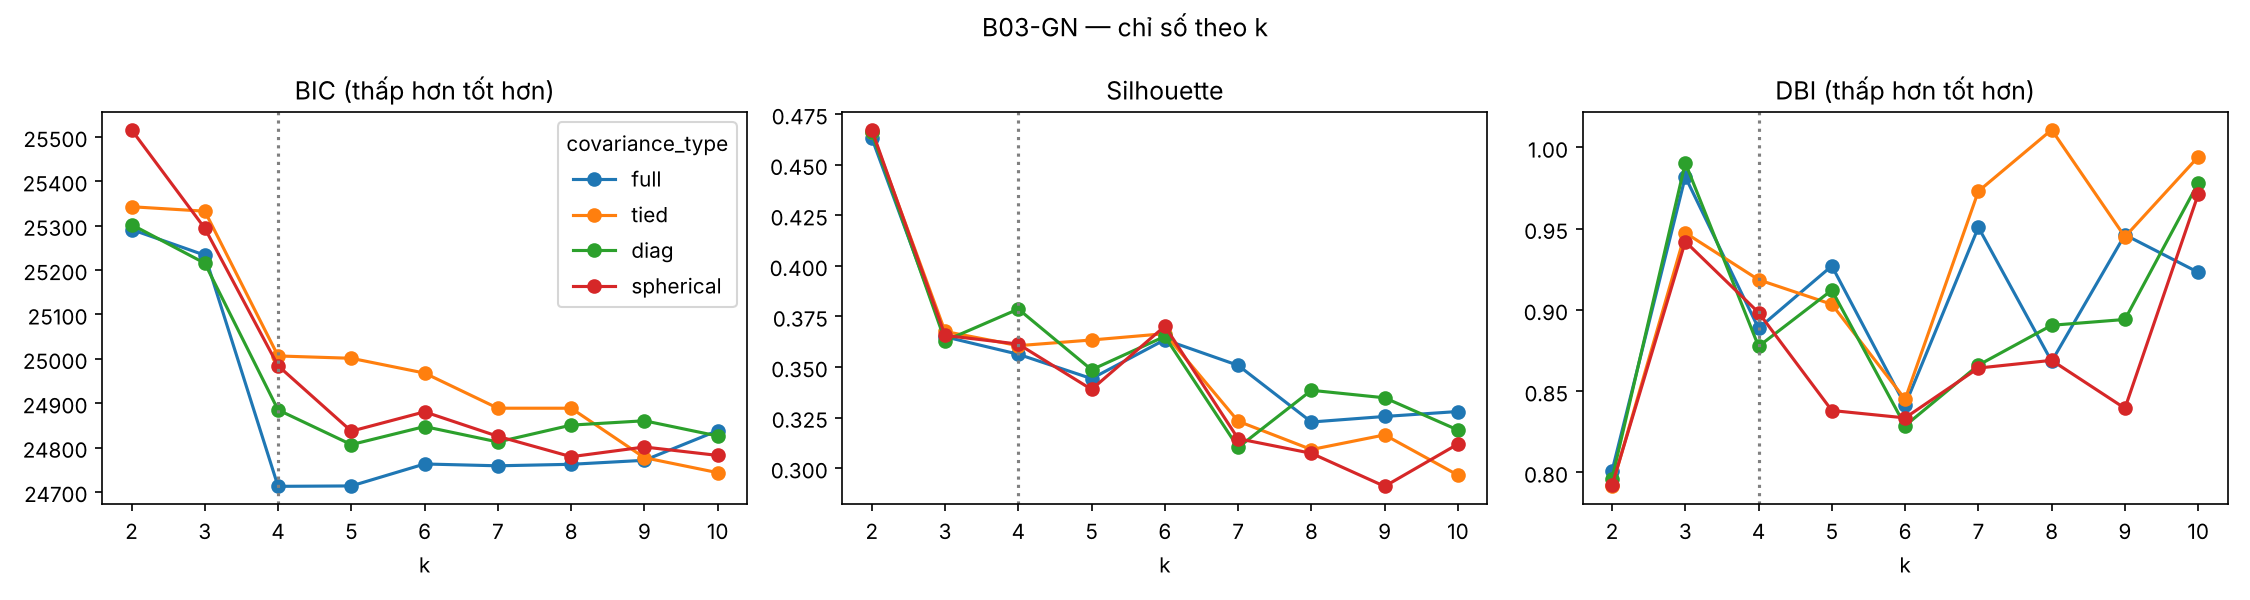 B03-GN — chỉ số theo k
BIC (thấp hơn tốt hơn)
25500
25400
25300
25200
25100
25000
24900
24800
24700
covariance_type
full
tied
diag
spherical
2 3 4 5 6 7 8 9 10
k
Silhouette
0.475
0.450
0.425
0.400
0.375
0.350
0.325
0.300
2 3 4 5 6 7 8 9 10
k
DBI (thấp hơn tốt hơn)
1.00
0.95
0.90
0.85
0.80
2 3 4 5 6 7 8 9 10
k